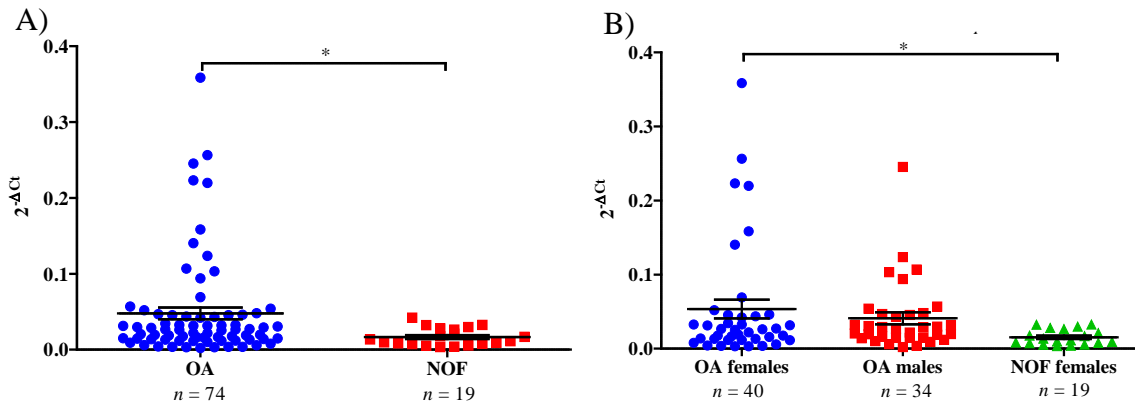 A)
*
0.4
0.3
0.2
0.1
0.0
2^-ΔCt
OA
NOF
n = 74
n = 19
B)
*
0.4
0.3
0.2
0.1
0.0
2^-ΔCt
OA females
OA males
NOF females
n = 40
n = 34
n = 19